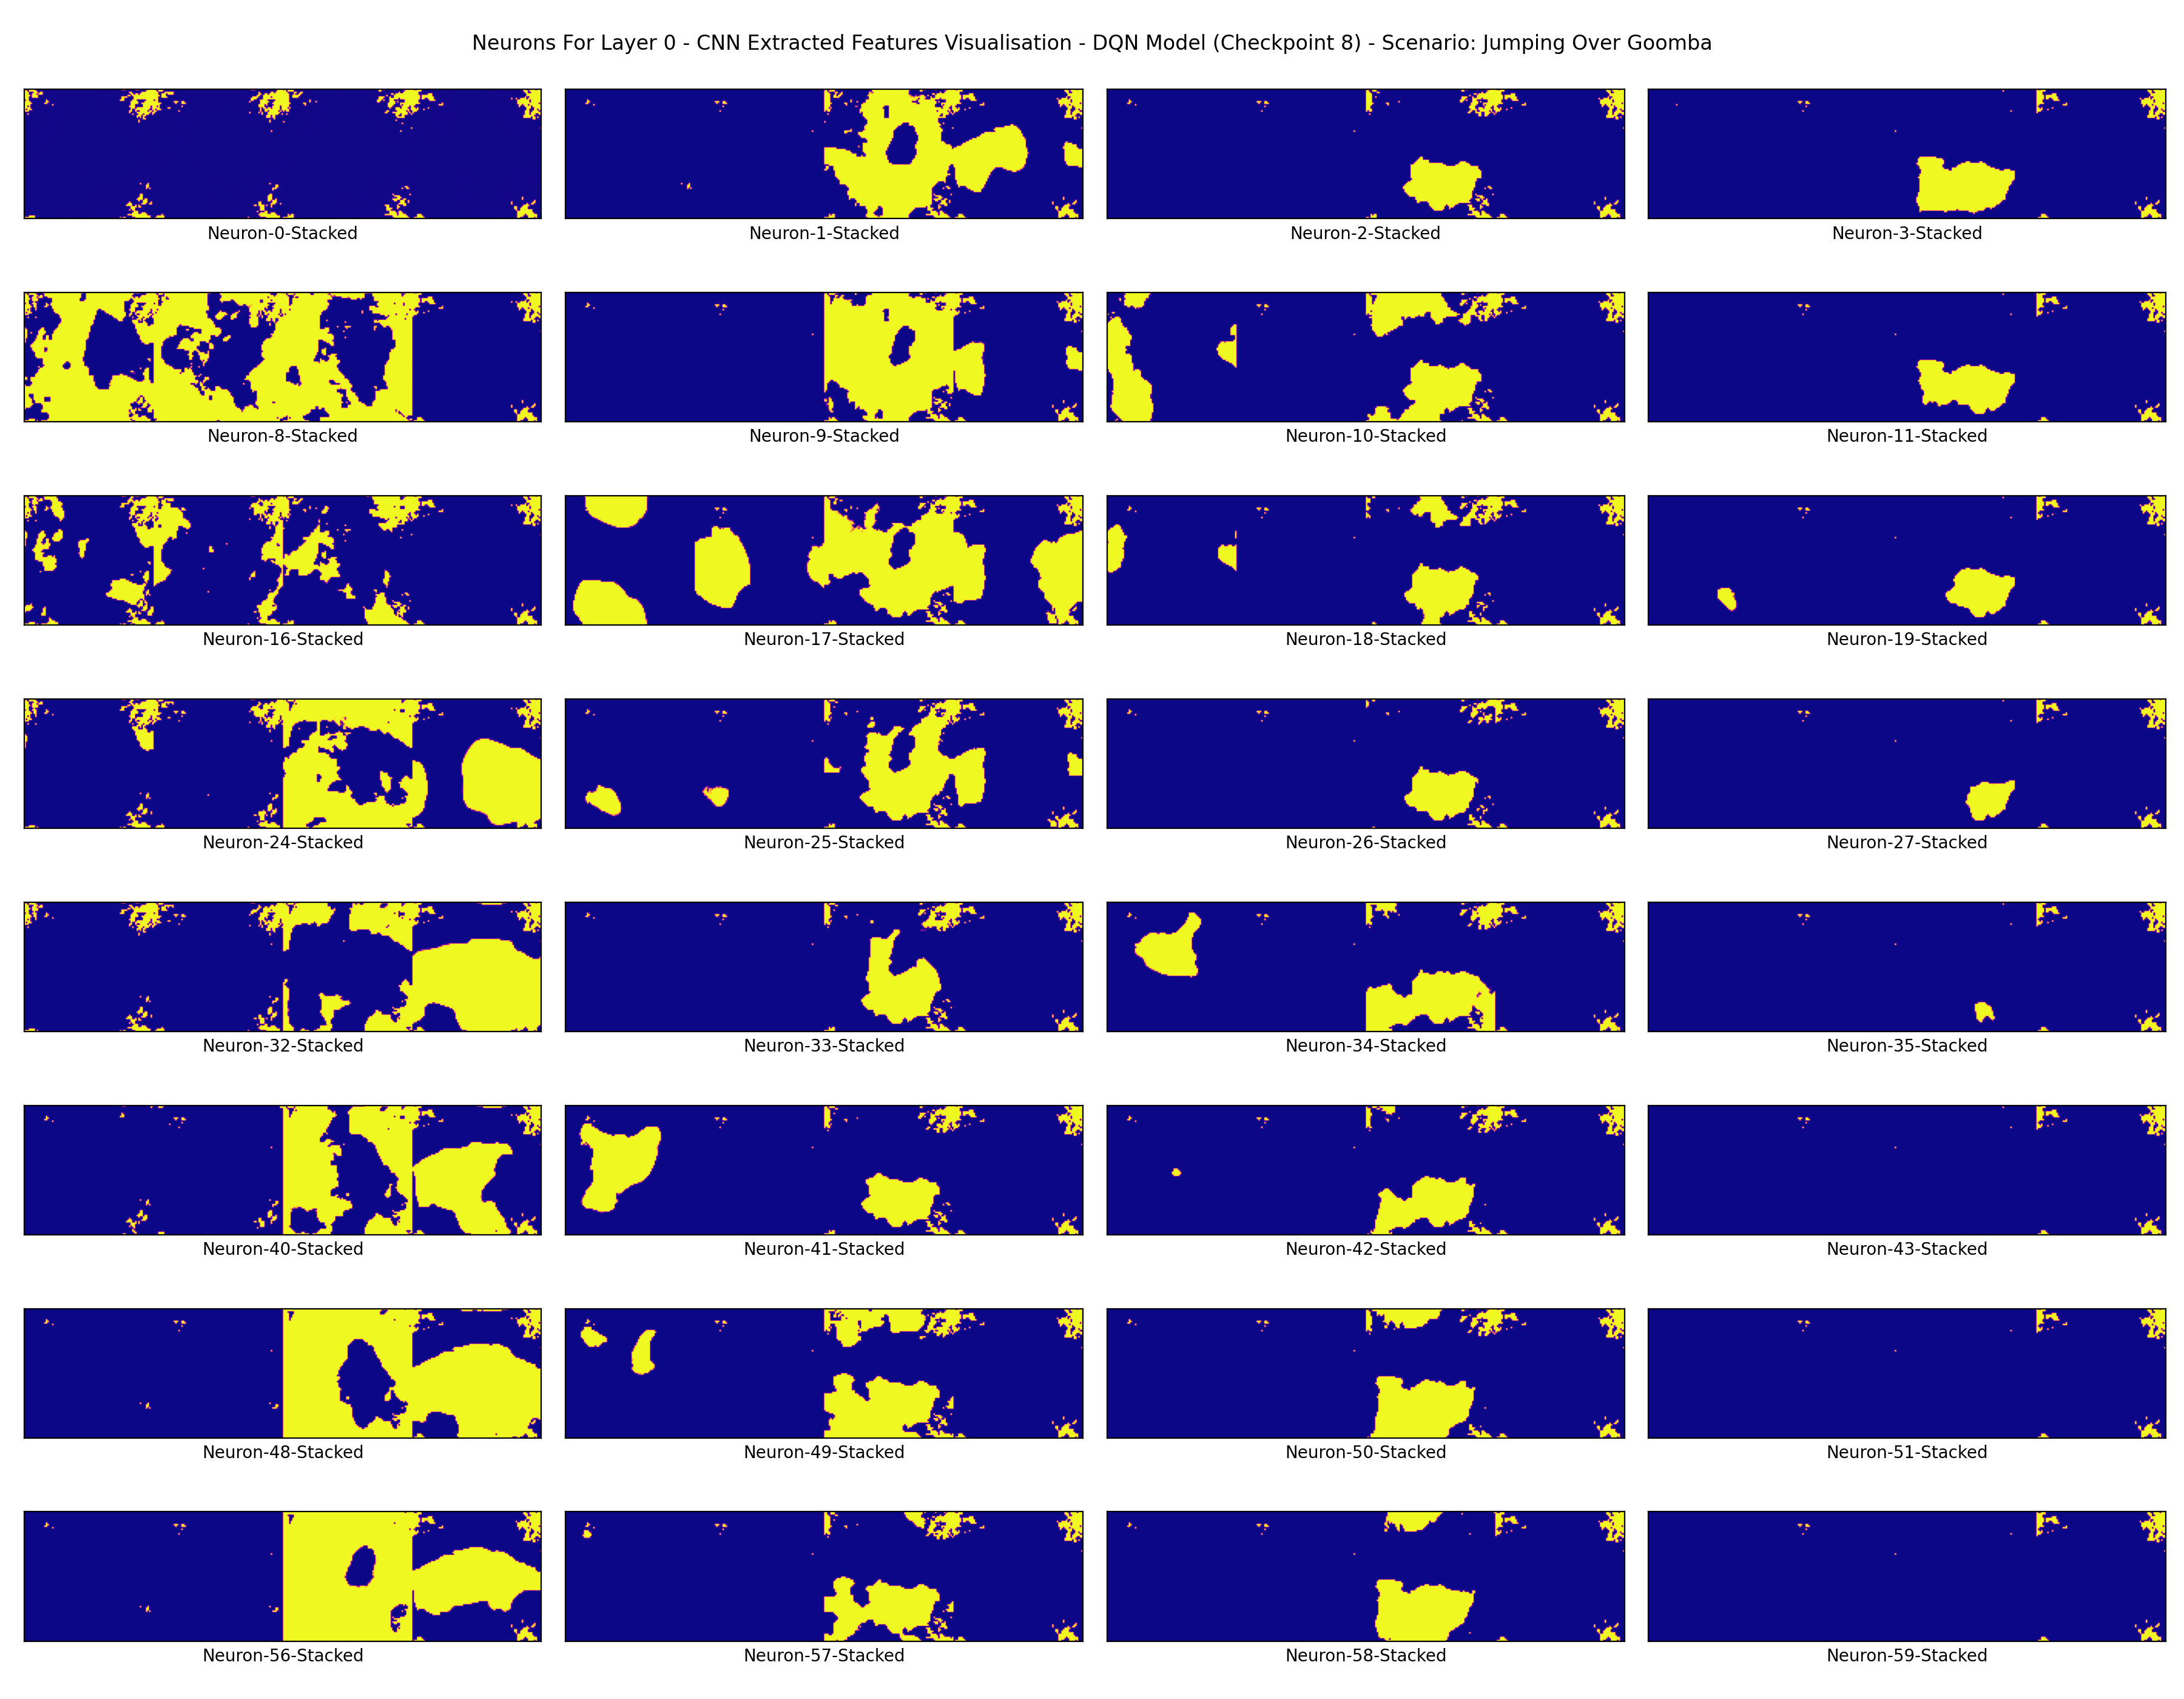 Neurons For Layer 0 - CNN Extracted Features Visualisation - DQN Model (Checkpoint 8) - Scenario: Jumping Over Goomba
Neuron-0-Stacked
Neuron-1-Stacked
Neuron-2-Stacked
Neuron-3-Stacked
Neuron-8-Stacked
Neuron-9-Stacked
Neuron-10-Stacked
Neuron-11-Stacked
Neuron-16-Stacked
Neuron-17-Stacked
Neuron-18-Stacked
Neuron-19-Stacked
Neuron-24-Stacked
Neuron-25-Stacked
Neuron-26-Stacked
Neuron-27-Stacked
Neuron-32-Stacked
Neuron-33-Stacked
Neuron-34-Stacked
Neuron-35-Stacked
Neuron-40-Stacked
Neuron-41-Stacked
Neuron-42-Stacked
Neuron-43-Stacked
Neuron-48-Stacked
Neuron-49-Stacked
Neuron-50-Stacked
Neuron-51-Stacked
Neuron-56-Stacked
Neuron-57-Stacked
Neuron-58-Stacked
Neuron-59-Stacked